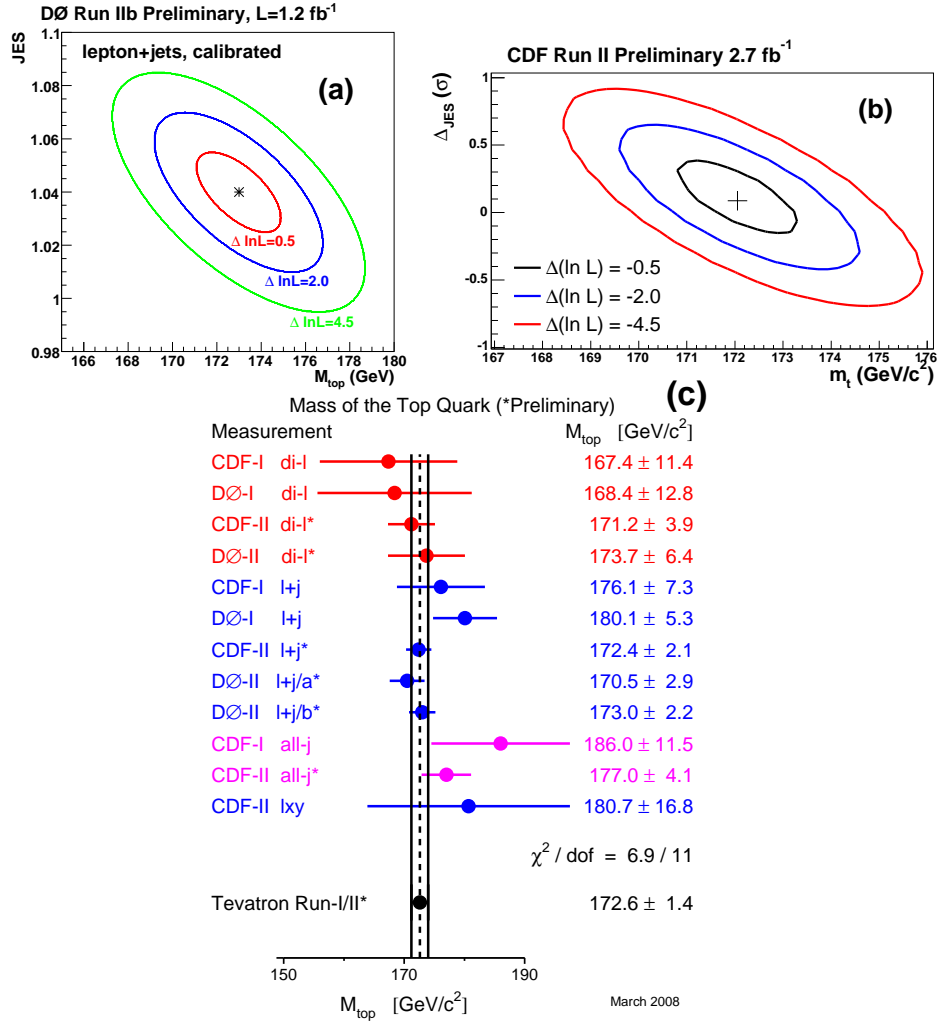 DØ Run IIb Preliminary, L=1.2 fb⁻¹
JES
lepton+jets, calibrated
(a)
1.1
1.08
1.06
1.04
1.02
1
0.98
Δ lnL=0.5
Δ lnL=2.0
Δ lnL=4.5
166 168 170 172 174 176 178 180
M_top (GeV)
CDF Run II Preliminary 2.7 fb⁻¹
Δ_JES (σ)
(b)
1
0.5
0
-0.5
-1
Δ(ln L) = -0.5
Δ(ln L) = -2.0
Δ(ln L) = -4.5
167 168 169 170 171 172 173 174 175 176
m_t (GeV/c²)
(c)
Mass of the Top Quark (*Preliminary)
Measurement M_top [GeV/c²]
CDF-I di-l 167.4 ± 11.4
DØ-I di-l 168.4 ± 12.8
CDF-II di-l* 171.2 ± 3.9
DØ-II di-l* 173.7 ± 6.4
CDF-I l+j 176.1 ± 7.3
DØ-I l+j 180.1 ± 5.3
CDF-II l+j* 172.4 ± 2.1
DØ-II l+j/a* 170.5 ± 2.9
DØ-II l+j/b* 173.0 ± 2.2
CDF-I all-j 186.0 ± 11.5
CDF-II all-j* 177.0 ± 4.1
CDF-II lxy 180.7 ± 16.8
χ² / dof = 6.9 / 11
Tevatron Run-I/II* 172.6 ± 1.4
150 170 190
M_top [GeV/c²]
March 2008